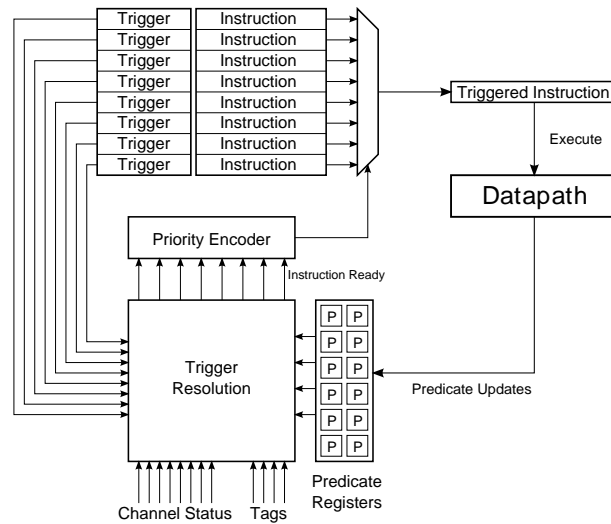 Trigger Instruction
Trigger Instruction
Trigger Instruction
Trigger Instruction
Trigger Instruction
Trigger Instruction
Trigger Instruction
Trigger Instruction
Triggered Instruction
Execute
Datapath
Priority Encoder
Instruction Ready
P P
P P
P P
P P
P P
P P
Trigger
Resolution
Predicate Updates
Predicate
Registers
Channel Status
Tags